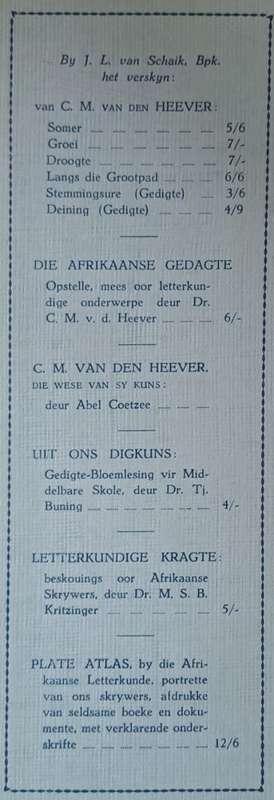 By J. L. van Schaik, Bpk.
het verskyn:
van C. M. VAN DEN HEEVER:
Somer — — — — — — 5/6
Groei — — — — — — 7/-
Droogte — — — — — 7/-
Langs die Grootpad — — — 6/6
Stemmingsure (Gedigte) — 3/6
Deining (Gedigte) — — — 4/9
DIE AFRIKAANSE GEDAGTE
Opstelle, mees oor letterkun-
dige onderwerpe deur Dr.
C. M. v. d. Heever — — — 6/-
C. M. VAN DEN HEEVER.
DIE WESE VAN SY KUNS:
deur Abel Coetzee — — —
UIT ONS DIGKUNS:
Gedigte-Bloemlesing vir Mid-
delbare Skole, deur Dr. Tj.
Buning — — — — — — 4/-
LETTERKUNDIGE KRAGTE:
beskouings oor Afrikaanse
Skrywers, deur Dr. M. S. B.
Kritzinger — — — — — 5/-
PLATE ATLAS, by die Afri-
kaanse Letterkunde, portrette
van ons skrywers, afdrukke
van seldsame boeke en doku-
mente, met verklarende onder-
skrifte — — — — — — 12/6